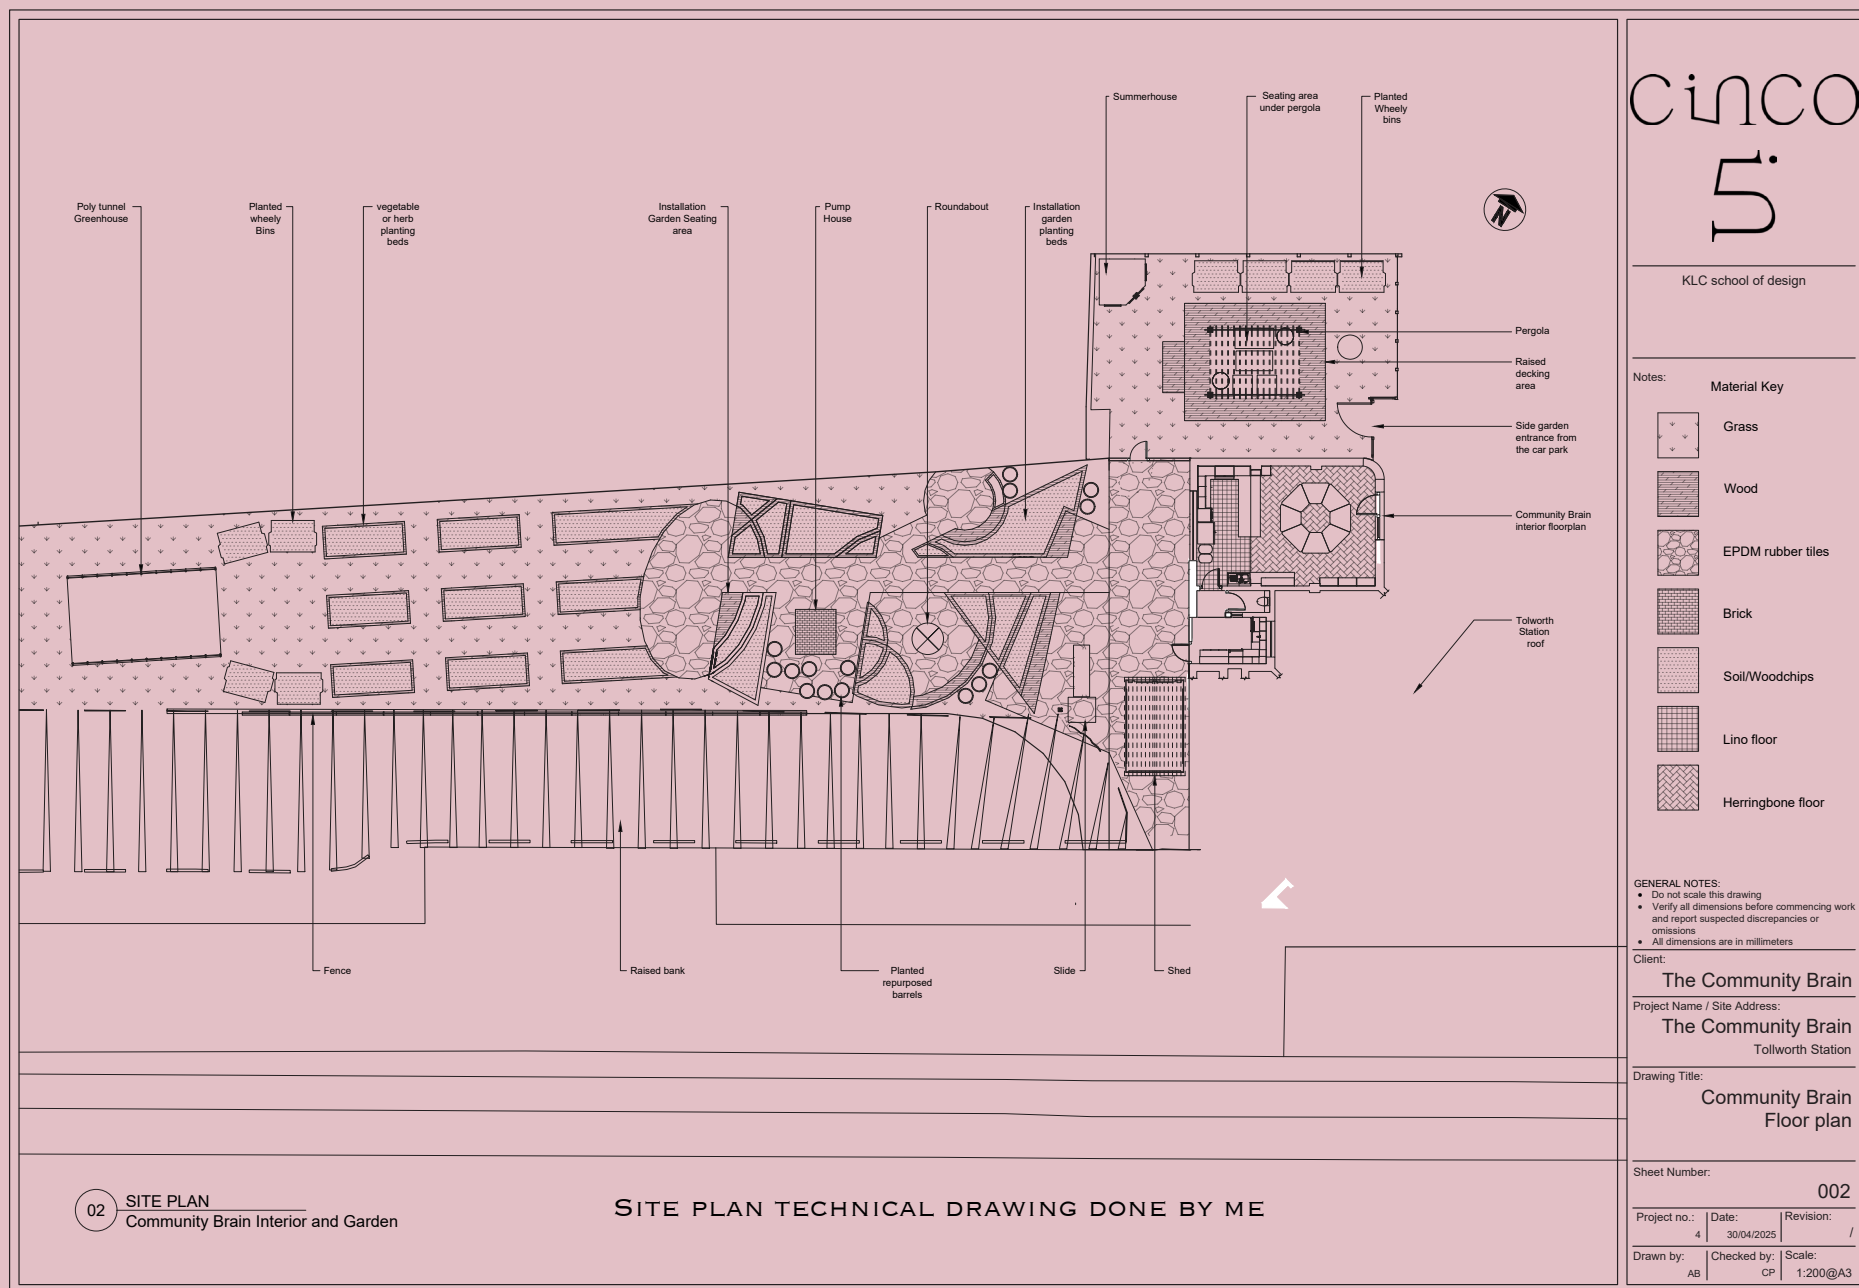 Summerhouse
Seating area
under pergola
Planted
Wheely
bins
Poly tunnel
Greenhouse
Planted
wheely
Bins
vegetable
or herb
planting
beds
Installation
Garden Seating
area
Pump
House
Roundabout
Installation
garden
planting
beds
N
Pergola
Raised
decking
area
Side garden
entrance from
the car park
Community Brain
interior floorplan
Tolworth
Station
roof
Fence
Raised bank
Planted
repurposed
barrels
Slide
Shed
02
SITE PLAN
Community Brain Interior and Garden
Site plan technical drawing done by me
cinco
5
KLC school of design
Notes:
Material Key
Grass
Wood
EPDM rubber tiles
Brick
Soil/Woodchips
Lino floor
Herringbone floor
GENERAL NOTES:
• Do not scale this drawing
• Verify all dimensions before commencing work
and report suspected discrepancies or
omissions
• All dimensions are in millimeters
Client:
The Community Brain
Project Name / Site Address:
The Community Brain
Tollworth Station
Drawing Title:
Community Brain
Floor plan
Sheet Number:
002
Project no.: Date: Revision:
4 30/04/2025 /
Drawn by: Checked by: Scale:
AB CP 1:200@A3